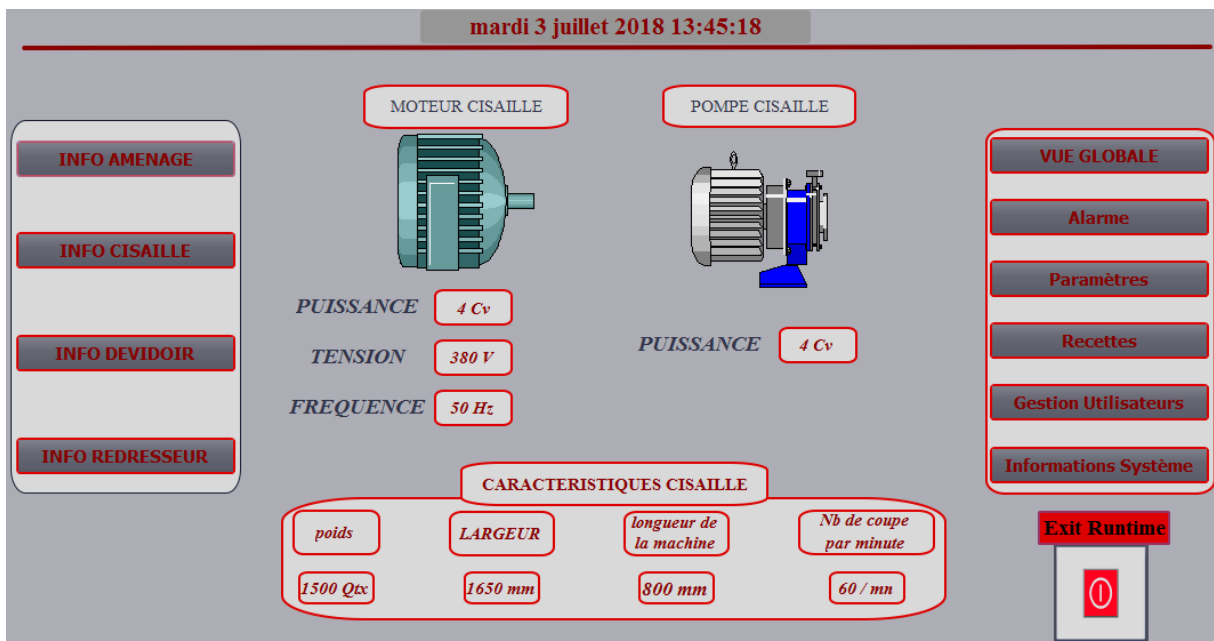 mardi 3 juillet 2018 13:45:18
MOTEUR CISAILLE
POMPE CISAILLE
INFO AMENAGE
INFO CISAILLE
INFO DEVIDOIR
INFO REDRESSEUR
PUISSANCE 4 Cv
TENSION 380 V
FREQUENCE 50 Hz
PUISSANCE 4 Cv
VUE GLOBALE
Alarme
Paramètres
Recettes
Gestion Utilisateurs
Informations Système
CARACTERISTIQUES CISAILLE
poids
LARGEUR
longueur de
la machine
Nb de coupe
par minute
1500 Qtx
1650 mm
800 mm
60 / mn
Exit Runtime